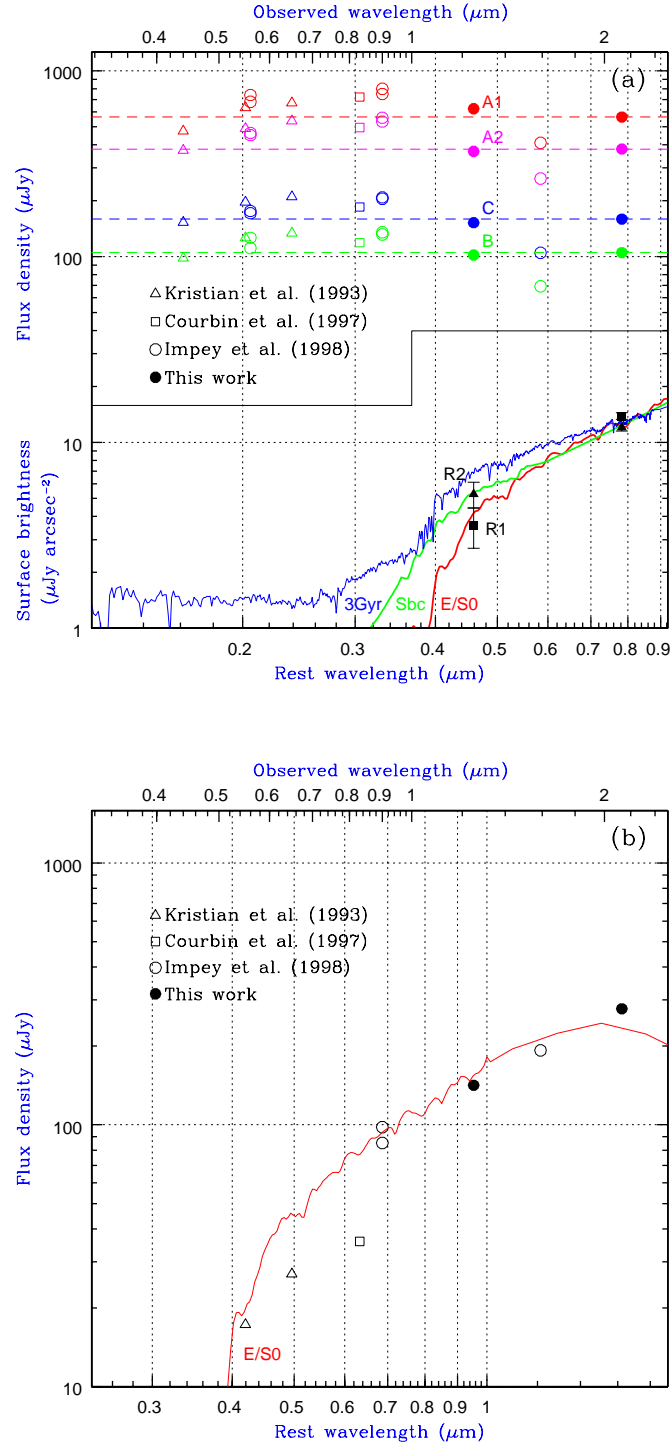 Observed wavelength (μm)
0.4 0.5 0.6 0.7 0.8 0.9 1 2
(a)
1000
A1
A2
C
B
100
Flux density (μJy)
Kristian et al. (1993)
Courbin et al. (1997)
Impey et al. (1998)
This work
10
R2
R1
Surface brightness
(μJy arcsec⁻²)
3Gyr Sbc E/S0
1
0.2 0.3 0.4 0.5 0.6 0.7 0.8 0.9
Rest wavelength (μm)
Observed wavelength (μm)
0.4 0.5 0.6 0.7 0.8 0.9 1 2
(b)
1000
Kristian et al. (1993)
Courbin et al. (1997)
Impey et al. (1998)
This work
Flux density (μJy)
100
E/S0
10
0.3 0.4 0.5 0.6 0.7 0.8 0.9 1
Rest wavelength (μm)